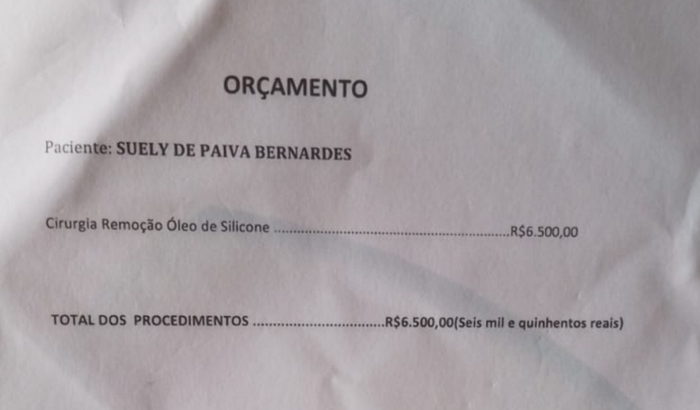 ORÇAMENTO
Paciente: SUELY DE PAIVA BERNARDES
Cirurgia Remoção Óleo de Silicone ............................................................R$6.500,00
TOTAL DOS PROCEDIMENTOS ..................................R$6.500,00(Seis mil e quinhentos reais)